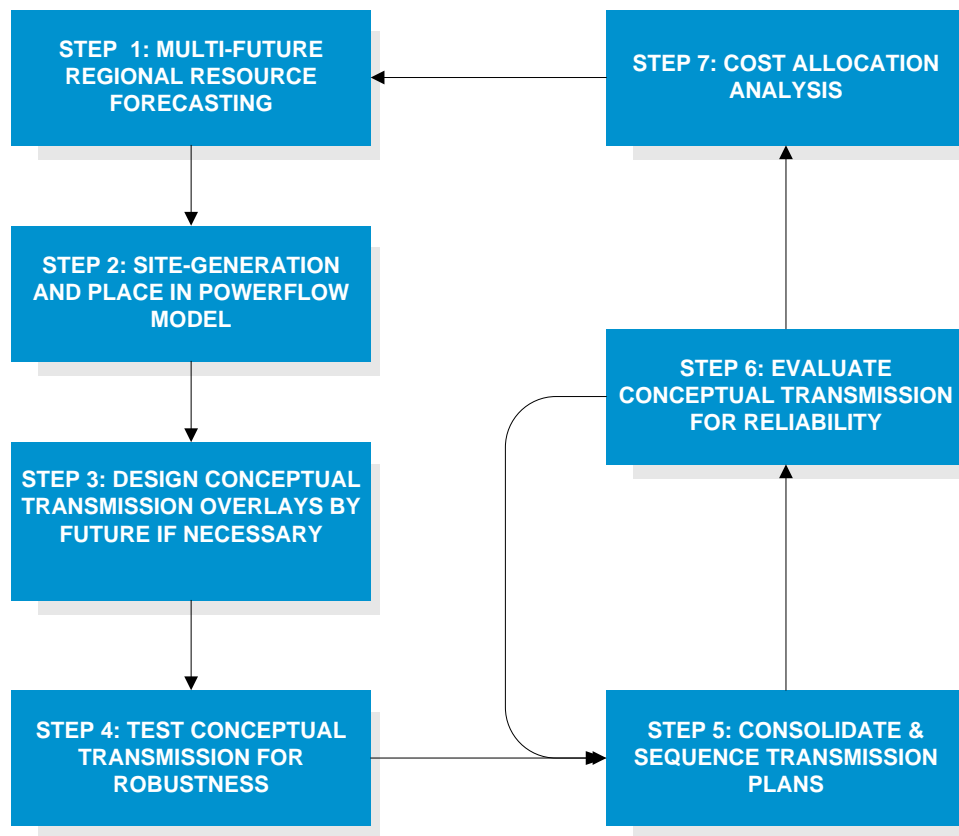 STEP 1: MULTI-FUTURE
REGIONAL RESOURCE
FORECASTING
STEP 2: SITE-GENERATION
AND PLACE IN POWERFLOW
MODEL
STEP 3: DESIGN CONCEPTUAL
TRANSMISSION OVERLAYS BY
FUTURE IF NECESSARY
STEP 4: TEST CONCEPTUAL
TRANSMISSION FOR
ROBUSTNESS
STEP 5: CONSOLIDATE &
SEQUENCE TRANSMISSION
PLANS
STEP 6: EVALUATE
CONCEPTUAL TRANSMISSION
FOR RELIABILITY
STEP 7: COST ALLOCATION
ANALYSIS